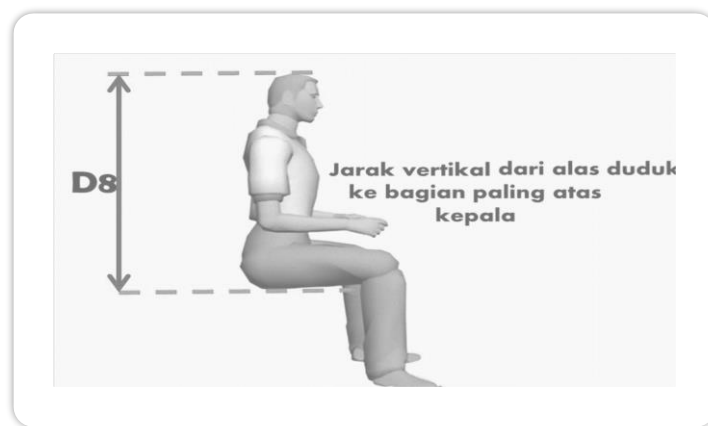 D8
Jarak vertikal dari alas duduk
ke bagian paling atas
kepala